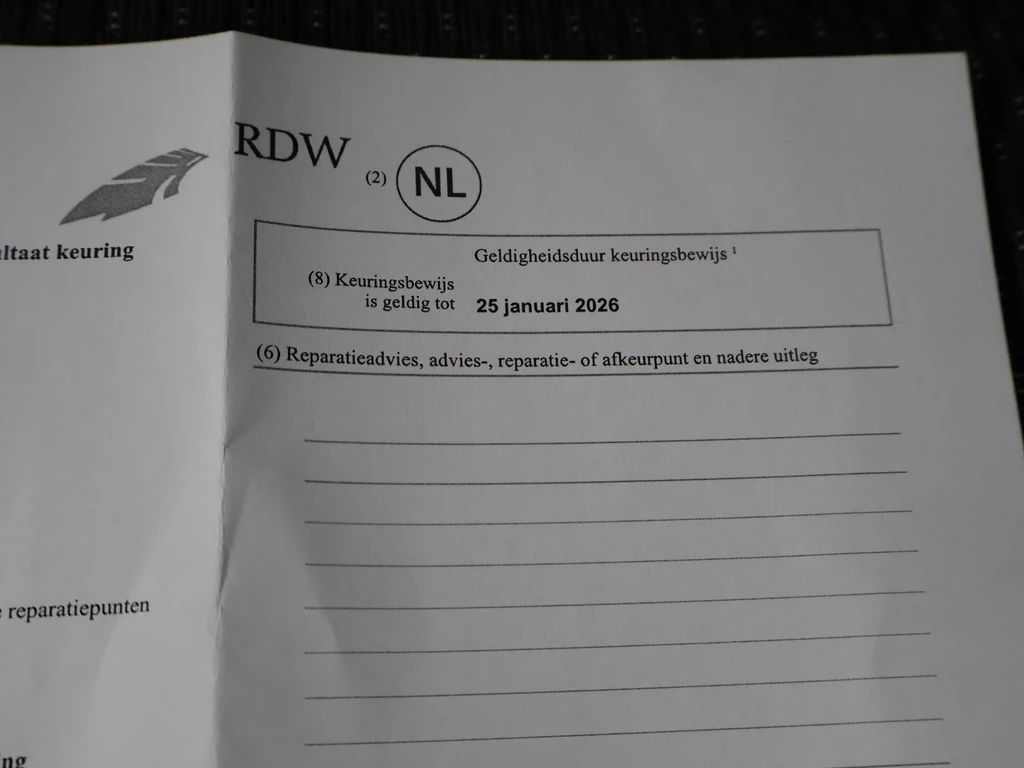 RDW
(2) NL
ltaat keuring
Geldigheidsduur keuringsbewijs ¹
(8) Keuringsbewijs
is geldig tot 25 januari 2026
(6) Reparatieadvies, advies-, reparatie- of afkeurpunt en nadere uitleg
reparatiepunten
ng